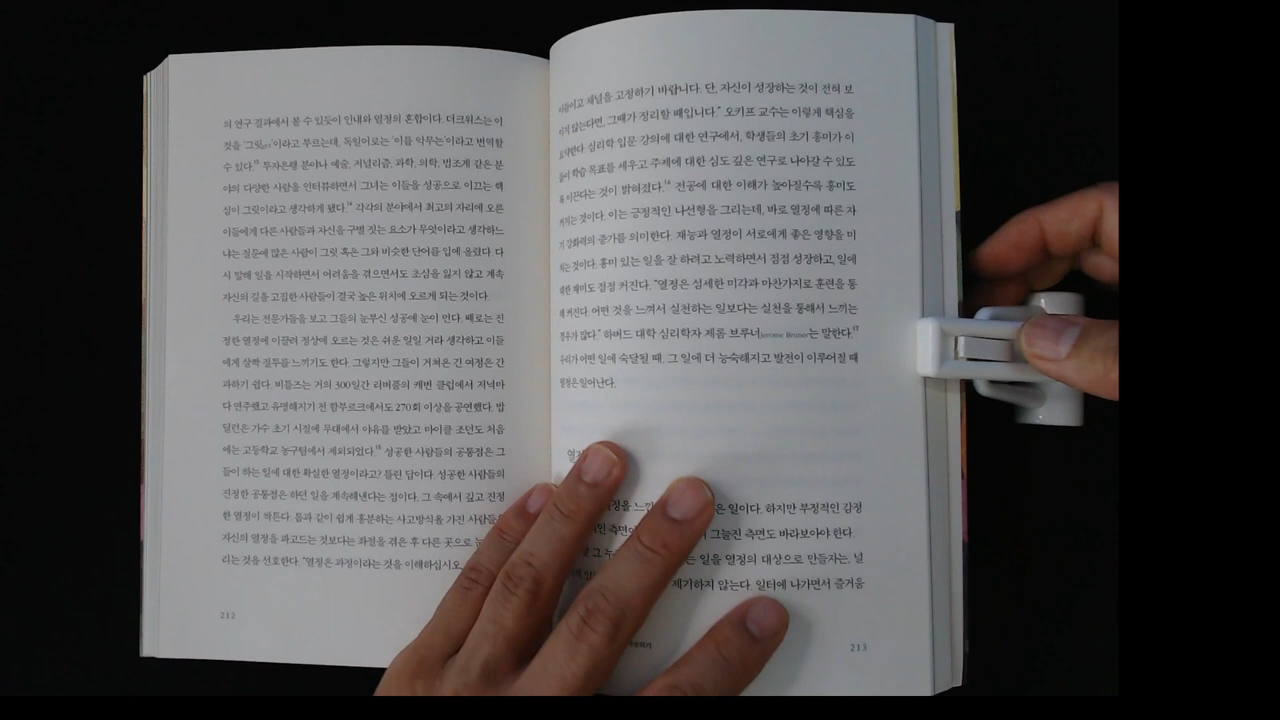 의 연구 결과에서 볼 수 있듯이 인내와 열정의 혼합이다. 더크워스는 이
것을 '그릿grit'이라고 부르는데, 독일어로는 '이를 악무는'이라고 번역할
수 있다.13 투자은행 분야나 예술, 저널리즘, 과학, 의학, 법조계 같은 분
야의 다양한 사람을 인터뷰하면서 그녀는 이들을 성공으로 이끄는 핵
심이 그릿이라고 생각하게 됐다.14 각각의 분야에서 최고의 자리에 오른
이들에게 다른 사람들과 자신을 구별 짓는 요소가 무엇이라고 생각하느
냐는 질문에 많은 사람이 그릿 혹은 그와 비슷한 단어를 입에 올렸다. 다
시 말해 일을 시작하면서 어려움을 겪으면서도 초심을 잃지 않고 계속
자신의 길을 고집한 사람들이 결국 높은 위치에 오르게 되는 것이다.
우리는 전문가들을 보고 그들의 눈부신 성공에 눈이 먼다. 때로는 진
정한 열정에 이끌려 정상에 오르는 것은 쉬운 일일 거라 생각하고 이들
에게 살짝 질투를 느끼기도 한다. 그렇지만 그들이 거쳐온 긴 여정은 간
과하기 쉽다. 비틀즈는 거의 300일간 리버풀의 캐번 클럽에서 저녁마
다 연주했고 유명해지기 전 함부르크에서도 270회 이상을 공연했다. 밥
딜런은 가수 초기 시절에 무대에서 야유를 받았고 마이클 조던도 처음
에는 고등학교 농구팀에서 제외되었다.15 성공한 사람들의 공통점은 그
들이 하는 일에 대한 확실한 열정이라고? 틀린 답이다. 성공한 사람들의
진정한 공통점은 하던 일을 계속해낸다는 점이다. 그 속에서 깊고 진정
한 열정이 싹튼다. 톰과 같이 쉽게 흥분하는 사고방식을 가진 사람들은
자신의 열정을 파고드는 것보다는 좌절을 겪은 후 다른 곳으로
리는 것을 선호한다. "열정은 과정이라는 것을 이해하십시오.
212
채널을 고정하기 바랍니다. 단, 자신이 성장하는 것이 전혀 보
이지 않는다면, 그때가 정리할 때입니다." 오키프 교수는 이렇게 핵심을
요약한다. 심리학 입문 강의에 대한 연구에서, 학생들의 초기 흥미가 이
들이 학습 목표를 세우고 주제에 대한 심도 깊은 연구로 나아갈 수 있도
록 이끈다는 것이 밝혀졌다.16 전공에 대한 이해가 높아질수록 흥미도
커지는 것이다. 이는 긍정적인 나선형을 그리는데, 바로 열정에 따른 자
기 강화력의 증가를 의미한다. 재능과 열정이 서로에게 좋은 영향을 미
치는 것이다. 흥미 있는 일을 잘 하려고 노력하면서 점점 성장하고, 일에
대한 재미도 점점 커진다. "열정은 섬세한 미각과 마찬가지로 훈련을 통
해 커진다. 어떤 것을 느껴서 실천하는 일보다는 실천을 통해서 느끼는
경우가 많다." 하버드 대학 심리학자 제롬 브루너Jerome Bruner는 말한다.17
우리가 어떤 일에 숙달될 때, 그 일에 더 능숙해지고 발전이 이루어질 때
열정은 일어난다.
은 일이다. 하지만 부정적인 감정
그늘진 측면도 바라보아야 한다.
는 일을 열정의 대상으로 만들자는, 널
제기하지 않는다. 일터에 나가면서 즐거움
213